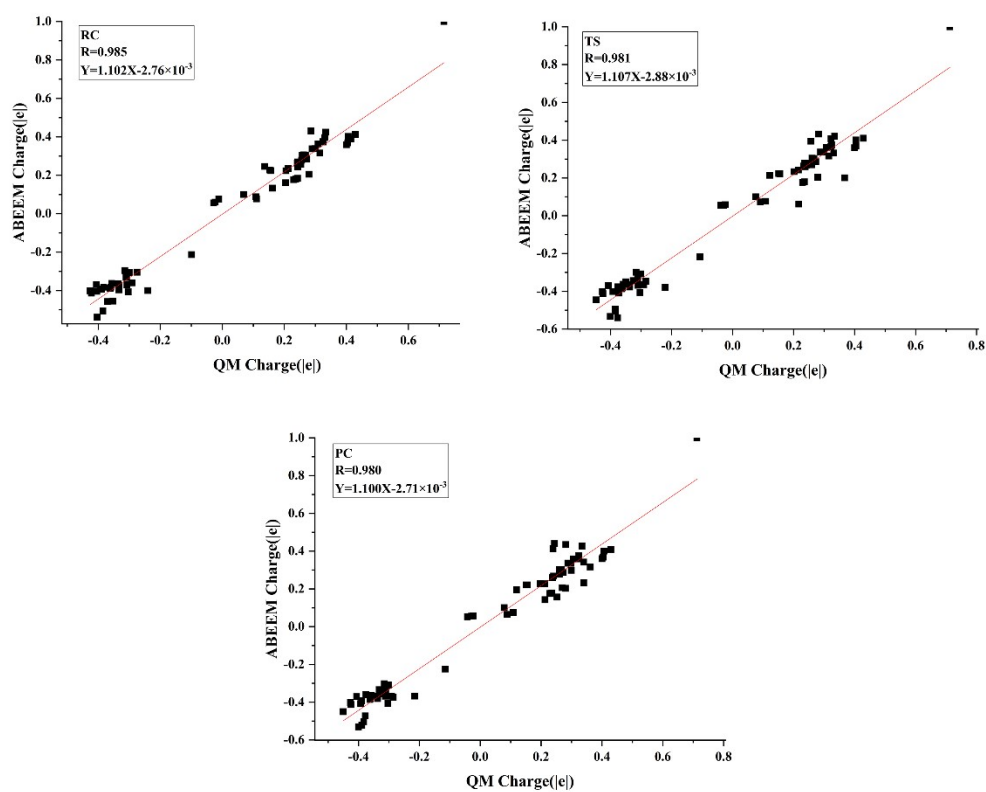 RC
R=0.985
Y=1.102X-2.76×10⁻³
1.0
0.8
0.6
0.4
0.2
0.0
-0.2
-0.4
ABEEM Charge(|e|)
-0.4 -0.2 0.0 0.2 0.4 0.6
QM Charge(|e|)
TS
R=0.981
Y=1.107X-2.88×10⁻³
1.0
0.8
0.6
0.4
0.2
0.0
-0.2
-0.4
-0.6
ABEEM Charge(|e|)
-0.4 -0.2 0.0 0.2 0.4 0.6 0.8
QM Charge(|e|)
PC
R=0.980
Y=1.100X-2.71×10⁻³
1.0
0.8
0.6
0.4
0.2
0.0
-0.2
-0.4
-0.6
ABEEM Charge(|e|)
-0.4 -0.2 0.0 0.2 0.4 0.6 0.8
QM Charge(|e|)